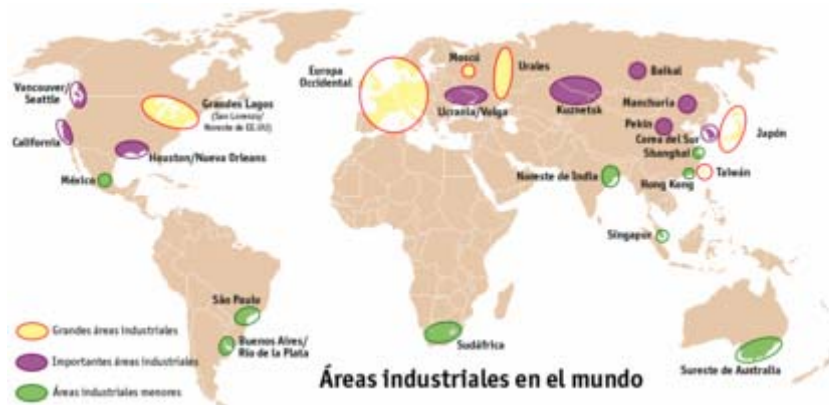 Vancouver/
Seattle
California
México
Grandes Lagos
(San Lorenzo/
Noreste de EE.UU)
Houston/Nueva Orleans
São Paulo
Buenos Aires/
Río de la Plata
Europa
Occidental
Moscú
Urales
Ucrania/Volga
Kuznetsk
Baikal
Manchuria
Pekín
Corea del Sur
Shanghai
Japón
Taiwán
Hong Kong
Noreste de India
Singapur
Sudáfrica
Sureste de Australia
Grandes áreas industriales
Importantes áreas industriales
Áreas industriales menores
Áreas industriales en el mundo